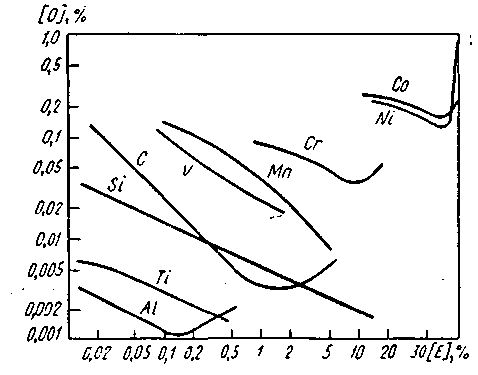 [O], %
1,0
0,5
0,2
0,1
0,05
0,02
0,01
0,005
0,002
0,001
Co
Ni
Cr
C
V
Mn
Si
Ti
Al
0,02 0,05 0,1 0,2 0,5 1 2 5 10 20 30 [E], %